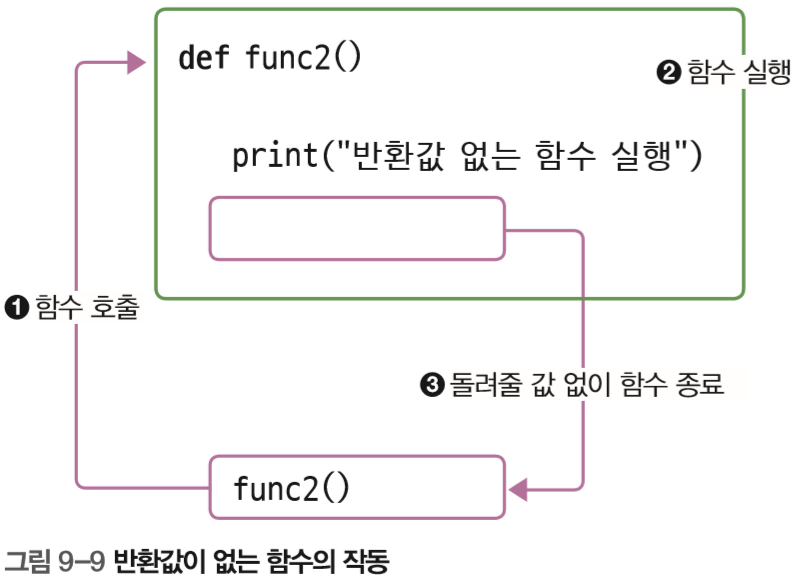 def func2()
❷ 함수 실행
print("반환값 없는 함수 실행")
❶ 함수 호출
❸ 돌려줄 값 없이 함수 종료
func2()
그림 9-9 반환값이 없는 함수의 작동